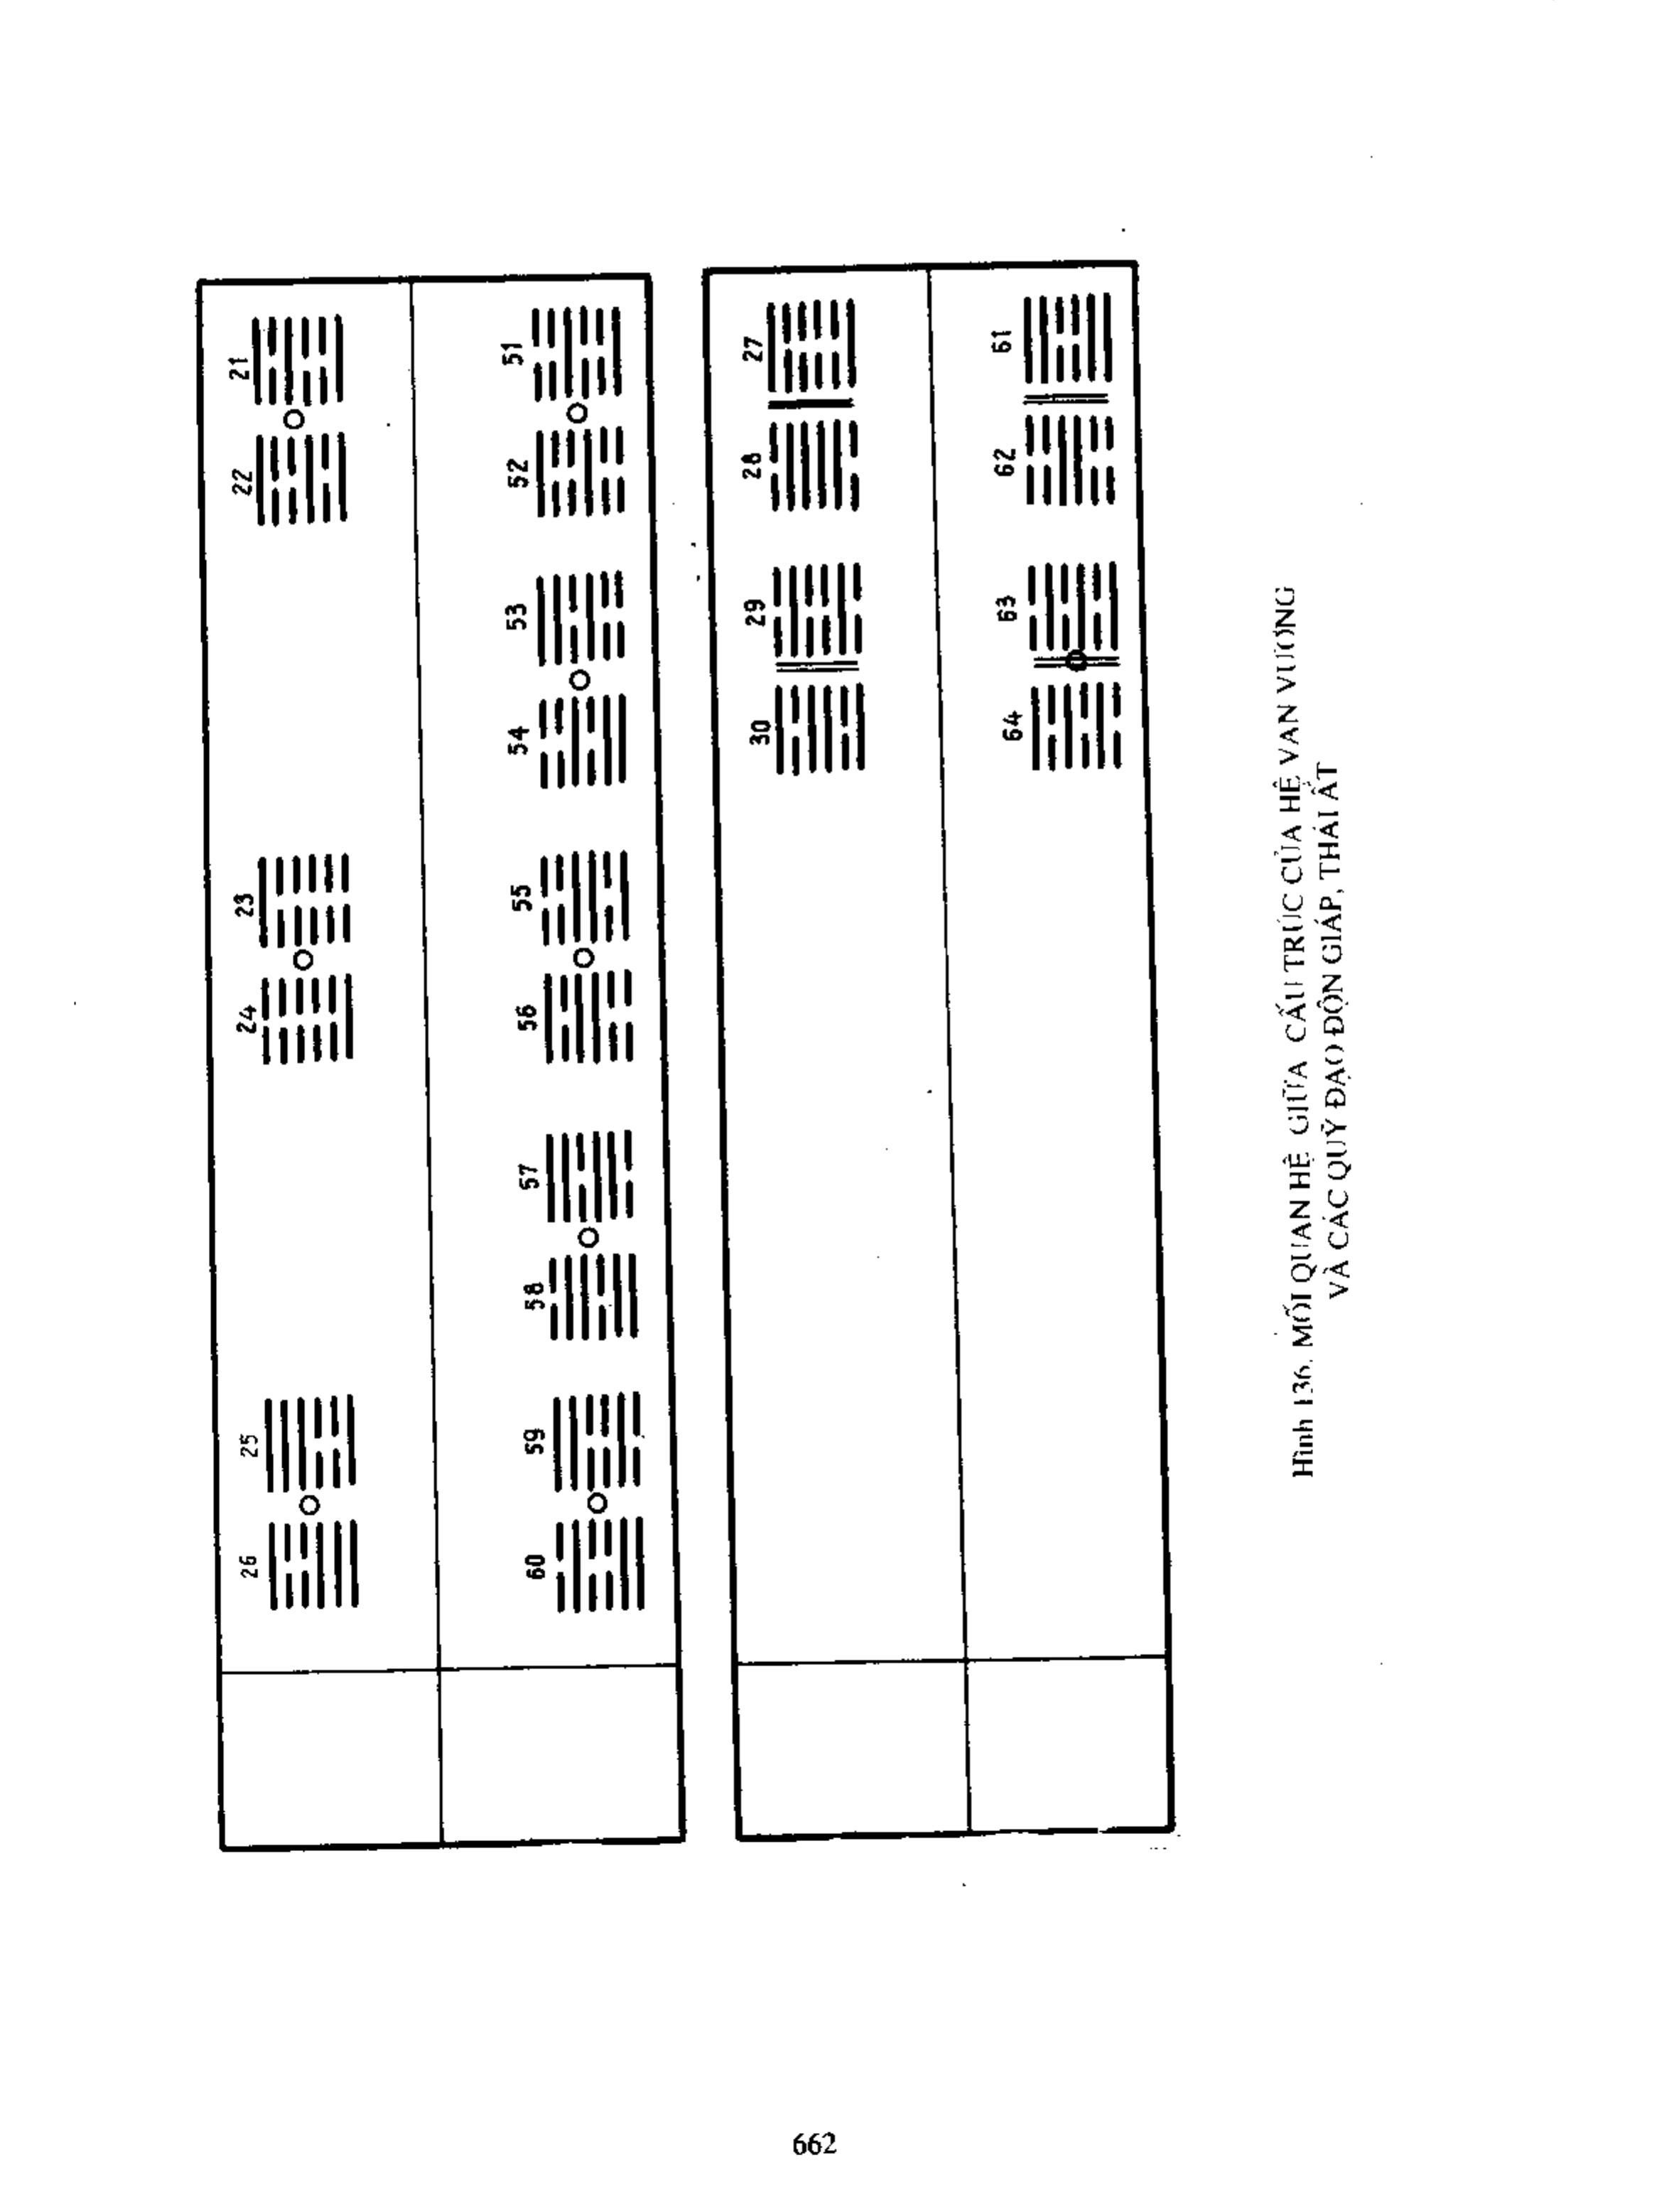 26 25 24 23 22 21
60 59 58 57 56 55 54 53 52 51
30 29 28 27
64 63 62 61
Hình 136. MỐI QUAN HỆ GIỮA CẤU TRÚC CỦA HỆ VAN VƯƠNG
VÀ CÁC QUỸ ĐẠO ĐỘN GIÁP, THÁI ẤT
662